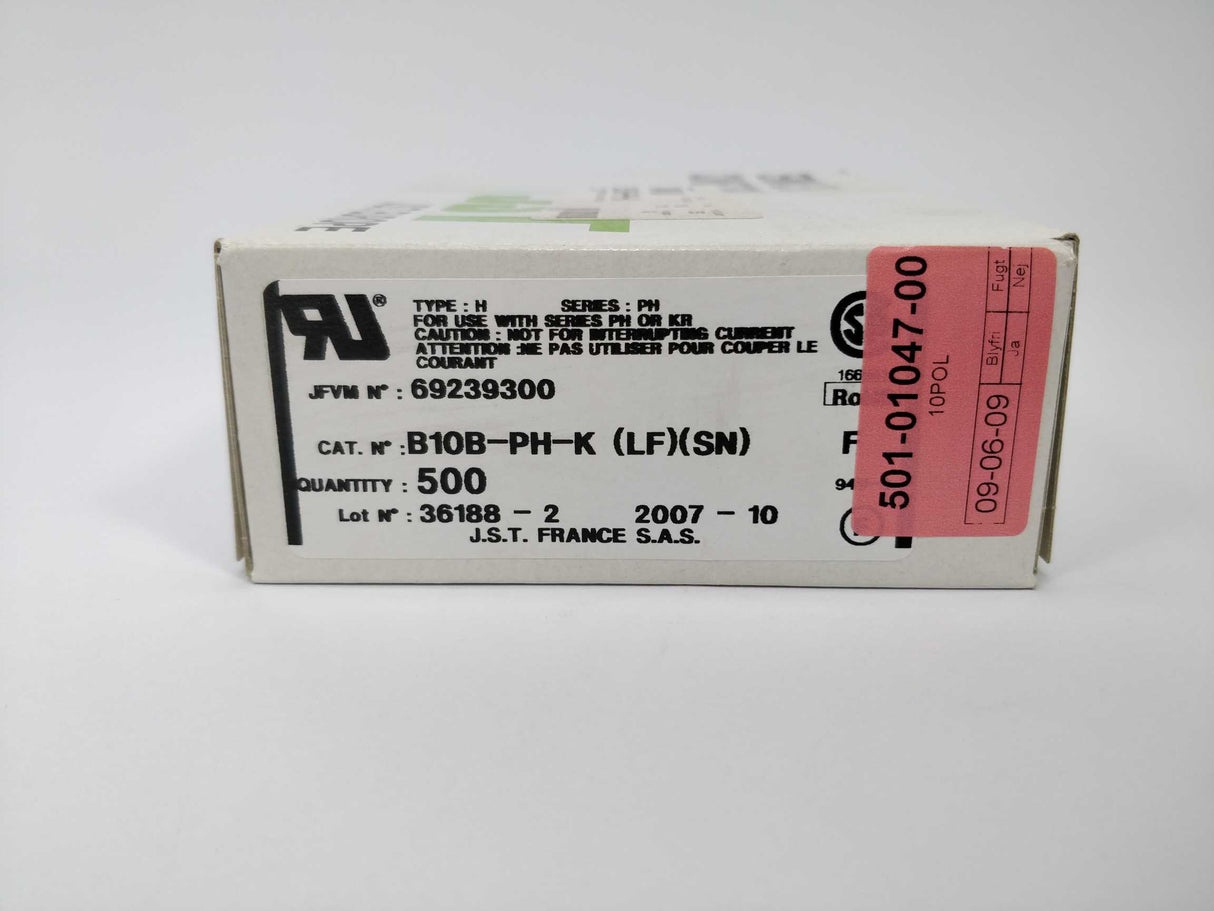 TYPE : H SERIES : PH
FOR USE WITH SERIES PH OR KR
CAUTION : NOT FOR INTERRUPTING CURRENT
ATTENTION :NE PAS UTILISER POUR COUPER LE
COURANT
JFVM N° : 69239300
CAT. N° : B10B-PH-K (LF)(SN)
QUANTITY : 500
Lot N° : 36188 - 2 2007 - 10
J.S.T. FRANCE S.A.S.
501-01047-00
10POL
09-06-09
Blyfri Fugt
Ja Nej